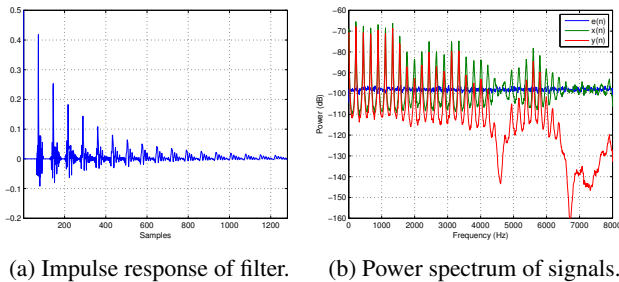 0.5
0.4
0.3
0.2
0.1
0
−0.1
−0.2
200 400 600 800 1000 1200
Samples
−60
−70
−80
−90
−100
−110
−120
−130
−140
−150
−160
Power (dB)
0 1000 2000 3000 4000 5000 6000 7000 8000
Frequency (Hz)
e(n)
x(n)
y(n)
(a) Impulse response of filter.
(b) Power spectrum of signals.